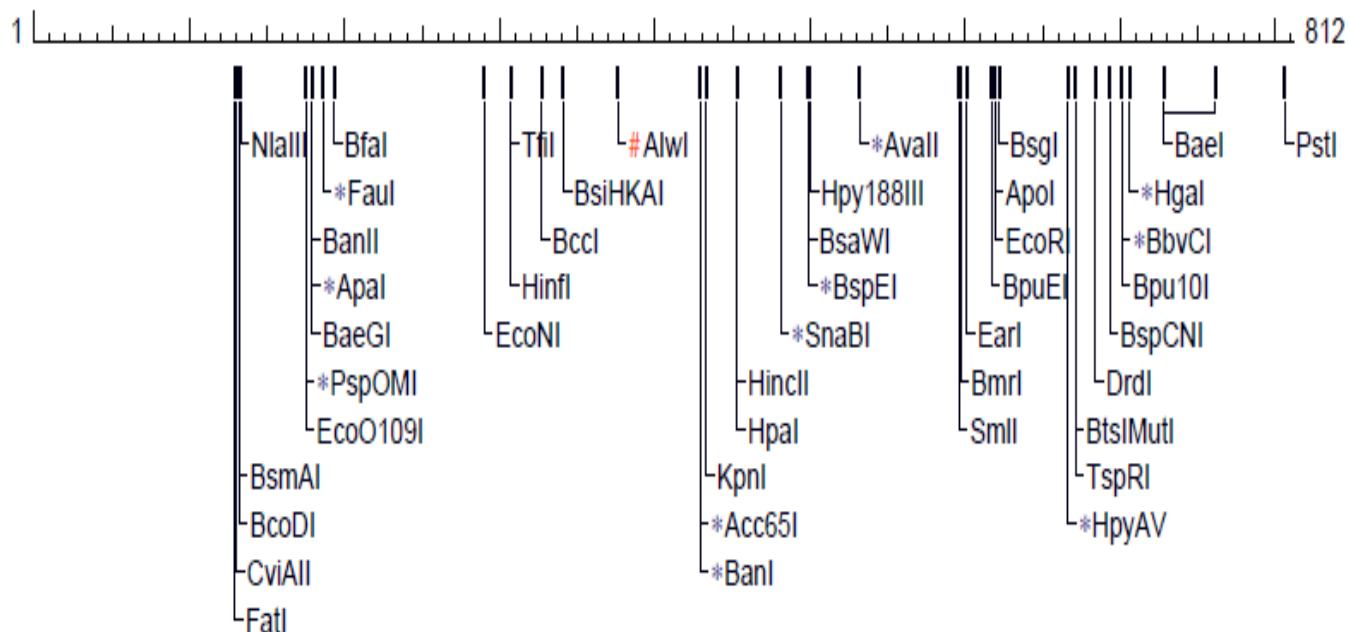 1 812
NlaIII BfaI TfiI #AlwI *AvaII BsgI BaeI PstI
*FauI BsiHKAI Hpy188III ApoI *HgaI
BanII BccI BsaWI EcoRI *BbvCI
*ApaI HinfI *BspEI BpuEI Bpu10I
BaeGI EcoNI *SnaBI EarI BspCNI
*PspOMI HincII BmrI DrdI
EcoO109I HpaI SmlI BtsIMutI
BsmAI KpnI TspRI
BcoDI *Acc65I *HpyAV
CviAII *BanI
FatI